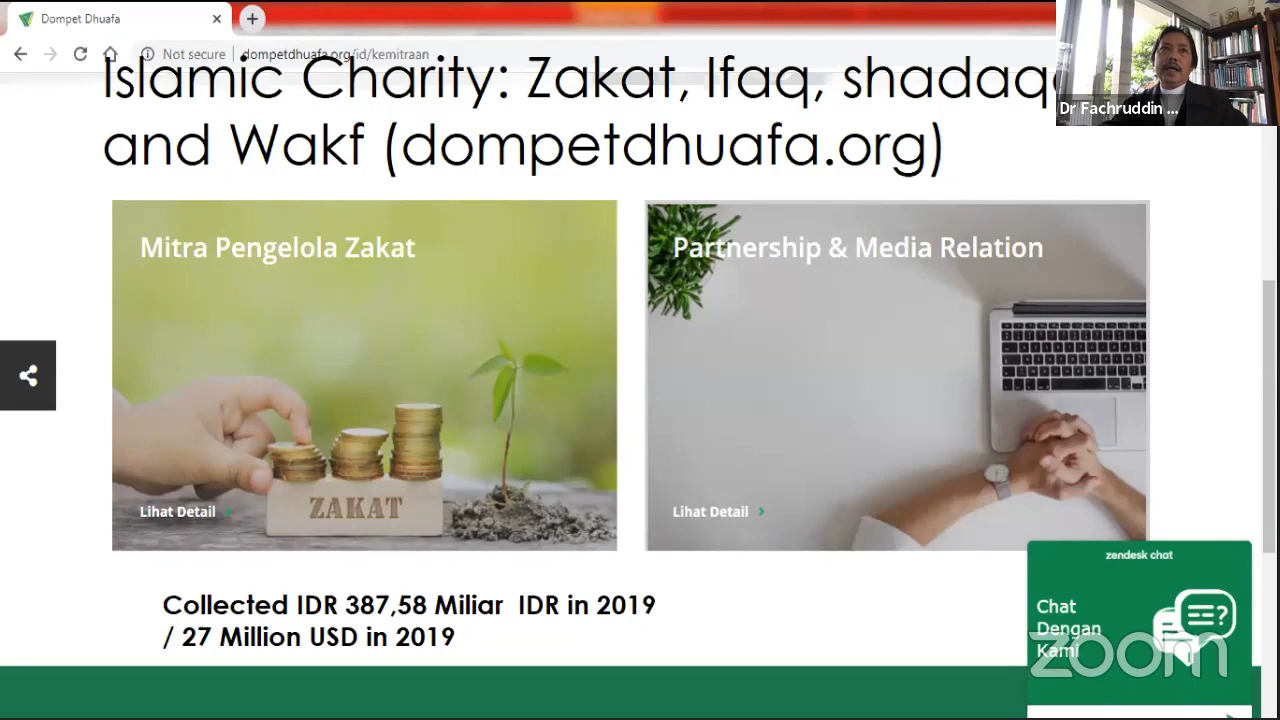 Dompet Dhuafa
Not secure
dompetdhuafa.org/id/kemitraan
Islamic Charity: Zakat, Ifaq, shadaq
and Wakf (dompetdhuafa.org)
Dr Fachruddin ...
Mitra Pengelola Zakat
Partnership & Media Relation
ZAKAT
Lihat Detail
Lihat Detail
zendesk chat
Chat
Dengan
Kami
Collected IDR 387,58 Miliar IDR in 2019
/ 27 Million USD in 2019
zoom